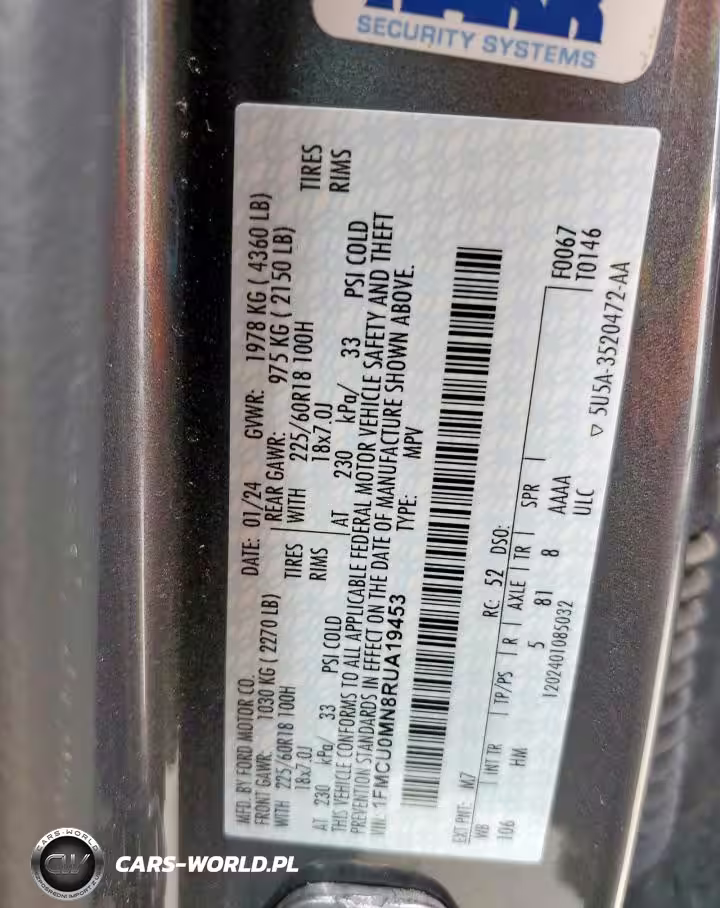 SECURITY SYSTEMS
MFD. BY FORD MOTOR CO.
DATE: 01/24 GVWR: 1978 KG ( 4360 LB)
FRONT GAWR: 1030 KG ( 2270 LB) REAR GAWR: 975 KG ( 2150 LB)
WITH 225/60R18 100H TIRES WITH 225/60R18 100H TIRES
18x7.0J RIMS 18x7.0J RIMS
AT 230 kPa/ 33 PSI COLD AT 230 kPa/ 33 PSI COLD
THIS VEHICLE CONFORMS TO ALL APPLICABLE FEDERAL MOTOR VEHICLE SAFETY AND THEFT
PREVENTION STANDARDS IN EFFECT ON THE DATE OF MANUFACTURE SHOWN ABOVE.
VIN: 1FMCU0MN8RUA19453 TYPE: MPV
EXT PNT: M7 RC: 52 DSO: F0067
T0146
WB INT TR TP/PS R AXLE TR SPR
106 HM 5 81 8 AAAA
1202401085032 ULC
▽ 5U5A-3520472-AA
CARS-WORLD
CW
CARS-WORLD.PL